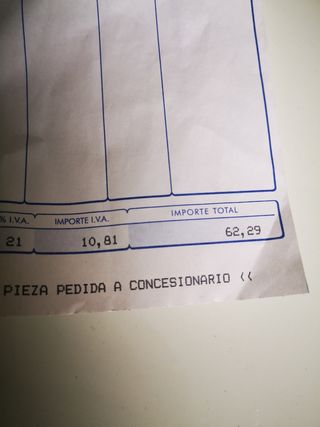 % I.V.A. IMPORTE I.V.A. IMPORTE TOTAL
21 10,81 62,29
PIEZA PEDIDA A CONCESIONARIO <<